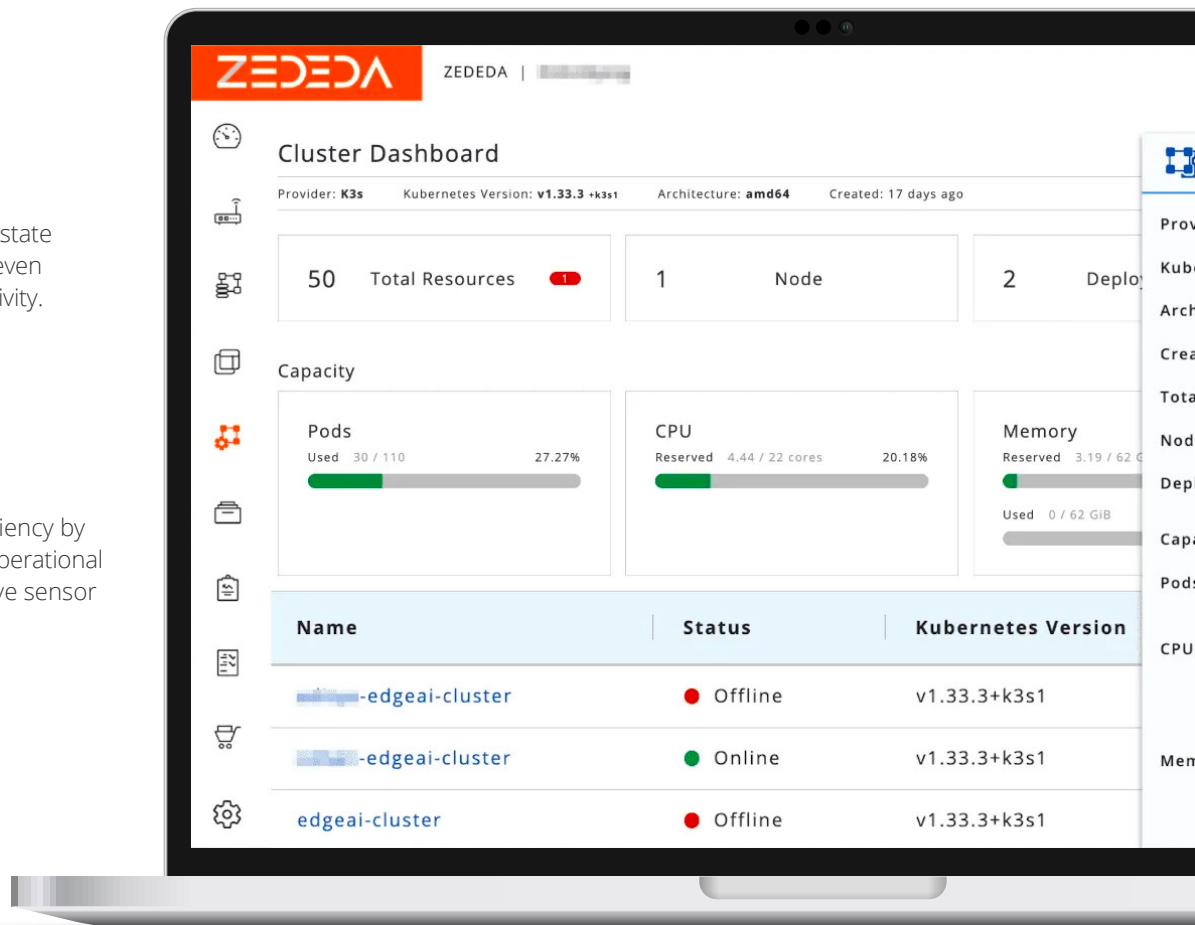 state
even
ivity.
iency by
perational
ve sensor
ZEDEDA
ZEDEDA |
Cluster Dashboard
Provider: K3s Kubernetes Version: v1.33.3 +k3s1 Architecture: amd64 Created: 17 days ago
50 Total Resources 1
1 Node
2 Deploy
Capacity
Pods
Used 30 / 110 27.27%
CPU
Reserved 4.44 / 22 cores 20.18%
Memory
Reserved 3.19 / 62 G
Used 0 / 62 GiB
Name Status Kubernetes Version
-edgeai-cluster Offline v1.33.3+k3s1
-edgeai-cluster Online v1.33.3+k3s1
edgeai-cluster Offline v1.33.3+k3s1
Prov
Kube
Arch
Crea
Tota
Nod
Depl
Capa
Pods
CPU
Mem